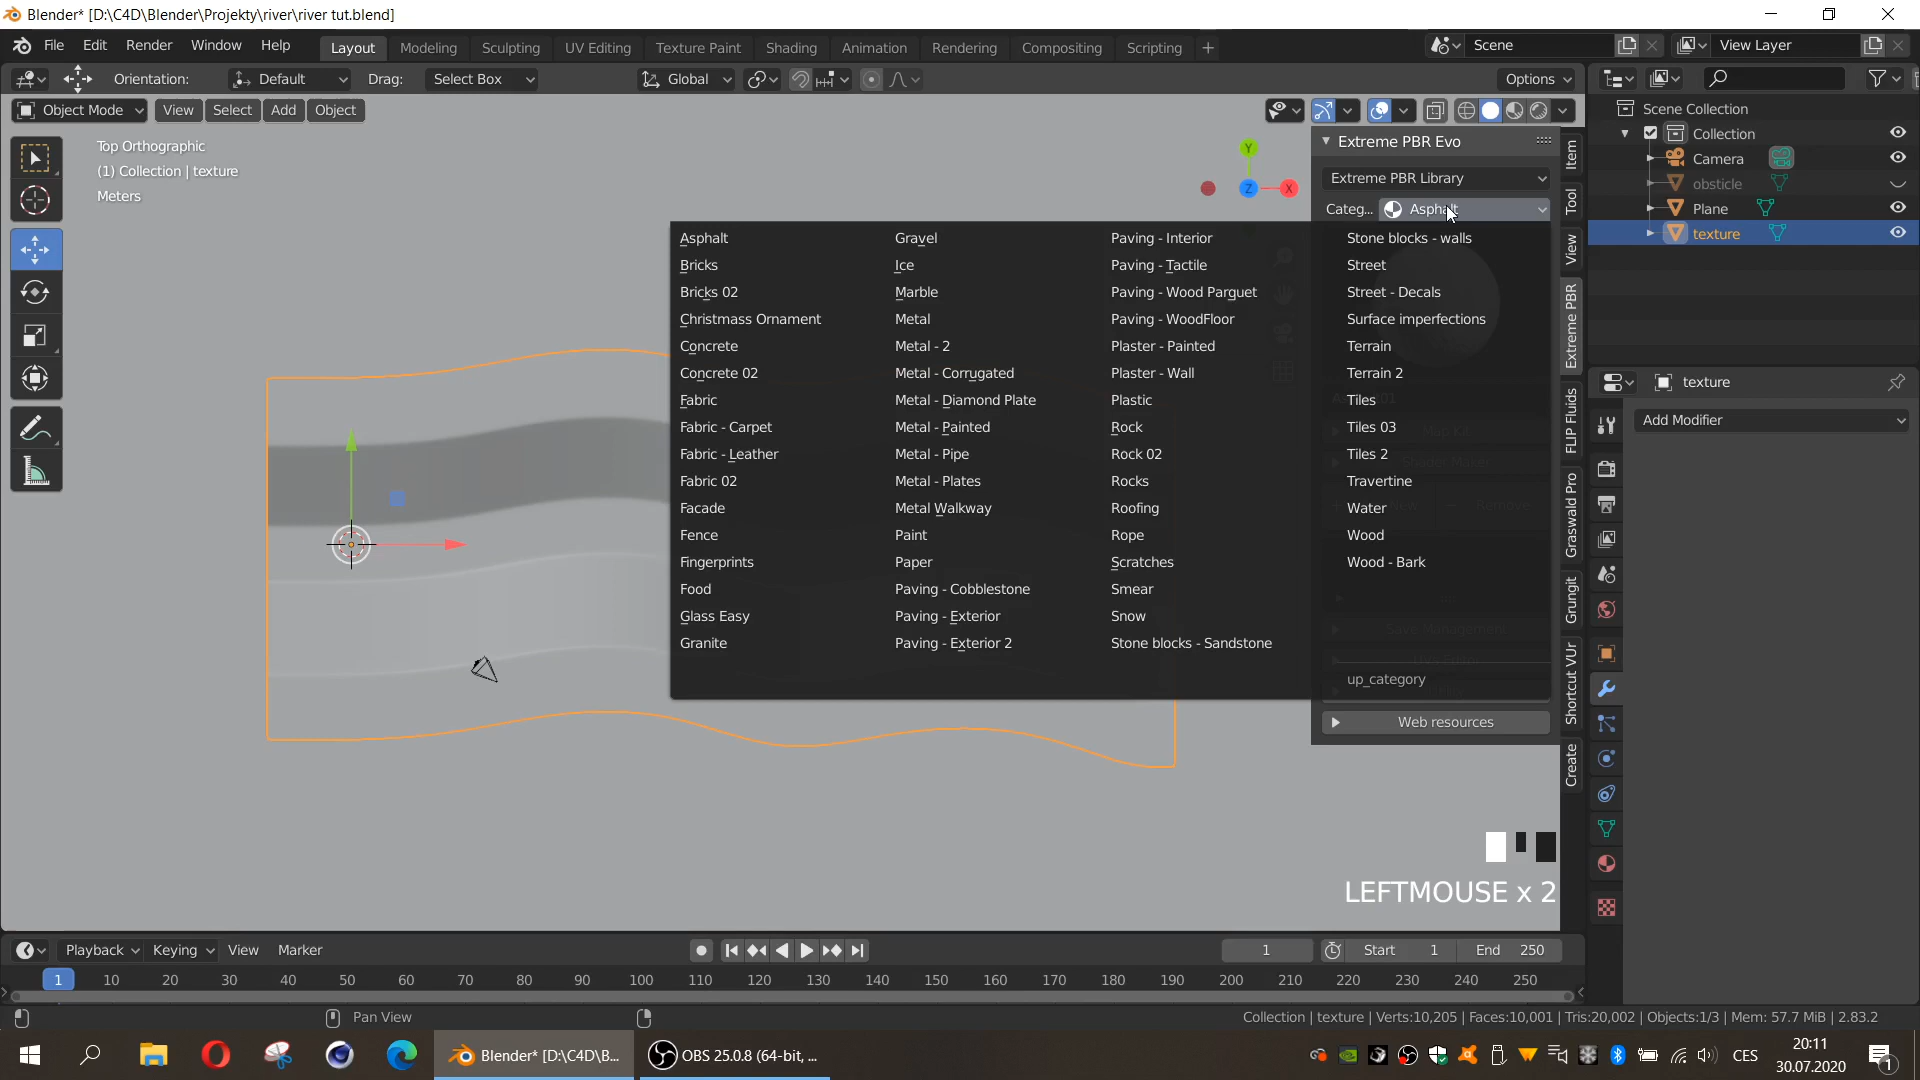 Blender* [D:\C4D\Blender\Projekty\river\river tut.blend]
File Edit Render Window Help
Layout Modeling Sculpting UV Editing Texture Paint Shading Animation Rendering Compositing Scripting +
Scene
View Layer
Orientation: Default Drag: Select Box
Global
Options
Object Mode View Select Add Object
Top Orthographic
(1) Collection | texture
Meters
Y
Z
X
Extreme PBR Evo
Extreme PBR Library
Categ... Asphalt
Asphalt
Bricks
Bricks 02
Christmass Ornament
Concrete
Concrete 02
Fabric
Fabric - Carpet
Fabric - Leather
Fabric 02
Facade
Fence
Fingerprints
Food
Glass Easy
Granite
Gravel
Ice
Marble
Metal
Metal - 2
Metal - Corrugated
Metal - Diamond Plate
Metal - Painted
Metal - Pipe
Metal - Plates
Metal Walkway
Paint
Paper
Paving - Cobblestone
Paving - Exterior
Paving - Exterior 2
Paving - Interior
Paving - Tactile
Paving - Wood Parguet
Paving - WoodFloor
Plaster - Painted
Plaster - Wall
Plastic
Rock
Rock 02
Rocks
Roofing
Rope
Scratches
Smear
Snow
Stone blocks - Sandstone
Stone blocks - walls
Street
Street - Decals
Surface imperfections
Terrain
Terrain 2
Tiles
Tiles 03
Tiles 2
Travertine
Water
Wood
Wood - Bark
up_category
Web resources
Item
Tool
View
Extreme PBR
FLIP Fluids
Graswald Pro
Grungit
Shortcut VUr
Create
Scene Collection
Collection
Camera
obsticle
Plane
texture
texture
Add Modifier
LEFTMOUSE x 2
Playback Keying View Marker
1
Start 1
End 250
1 10 20 30 40 50 60 70 80 90 100 110 120 130 140 150 160 170 180 190 200 210 220 230 240 250
Pan View
Collection | texture | Verts:10,205 | Faces:10,001 | Tris:20,002 | Objects:1/3 | Mem: 57.7 MiB | 2.83.2
Blender* [D:\C4D\B...
OBS 25.0.8 (64-bit, ...
CES
20:11
30.07.2020
1